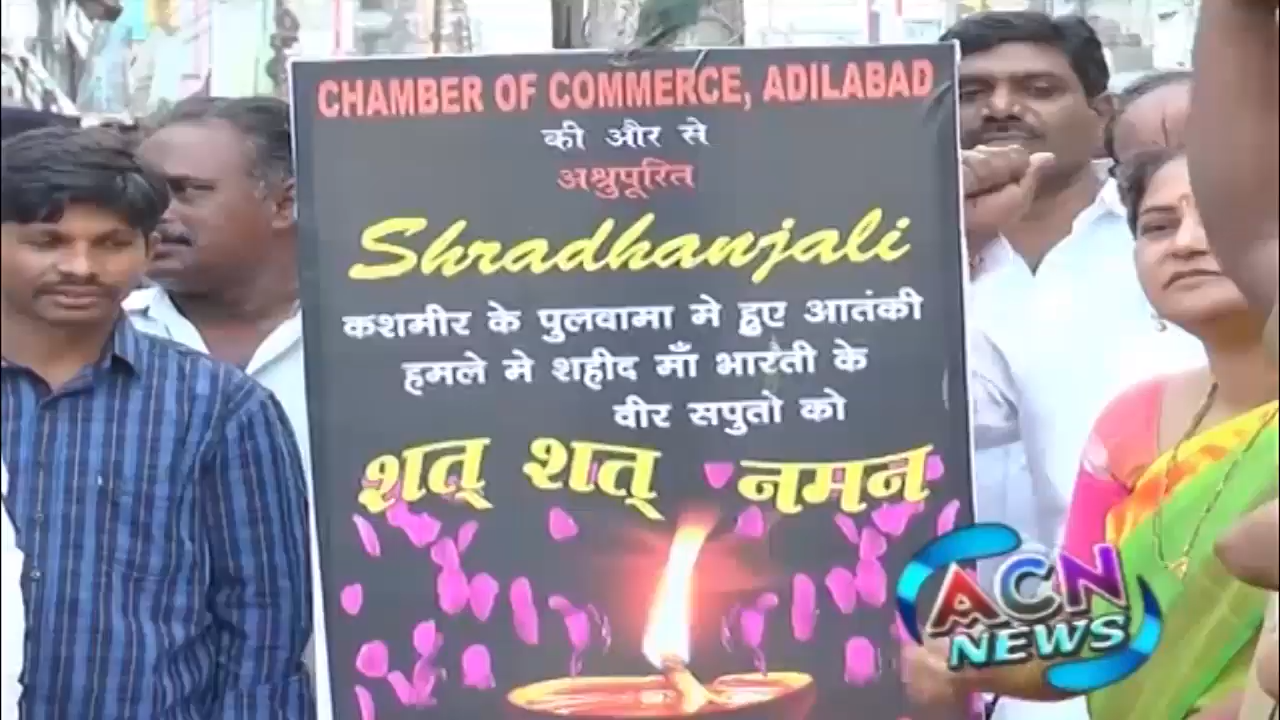 CHAMBER OF COMMERCE, ADILABAD
की और से
अश्रुपूरित
Shradhanjali
कशमीर के पुलवामा मे हुए आतंकी
हमले मे शहीद माँ भारती के
वीर सपुतो को
शत् शत् नमन
ACN
NEWS